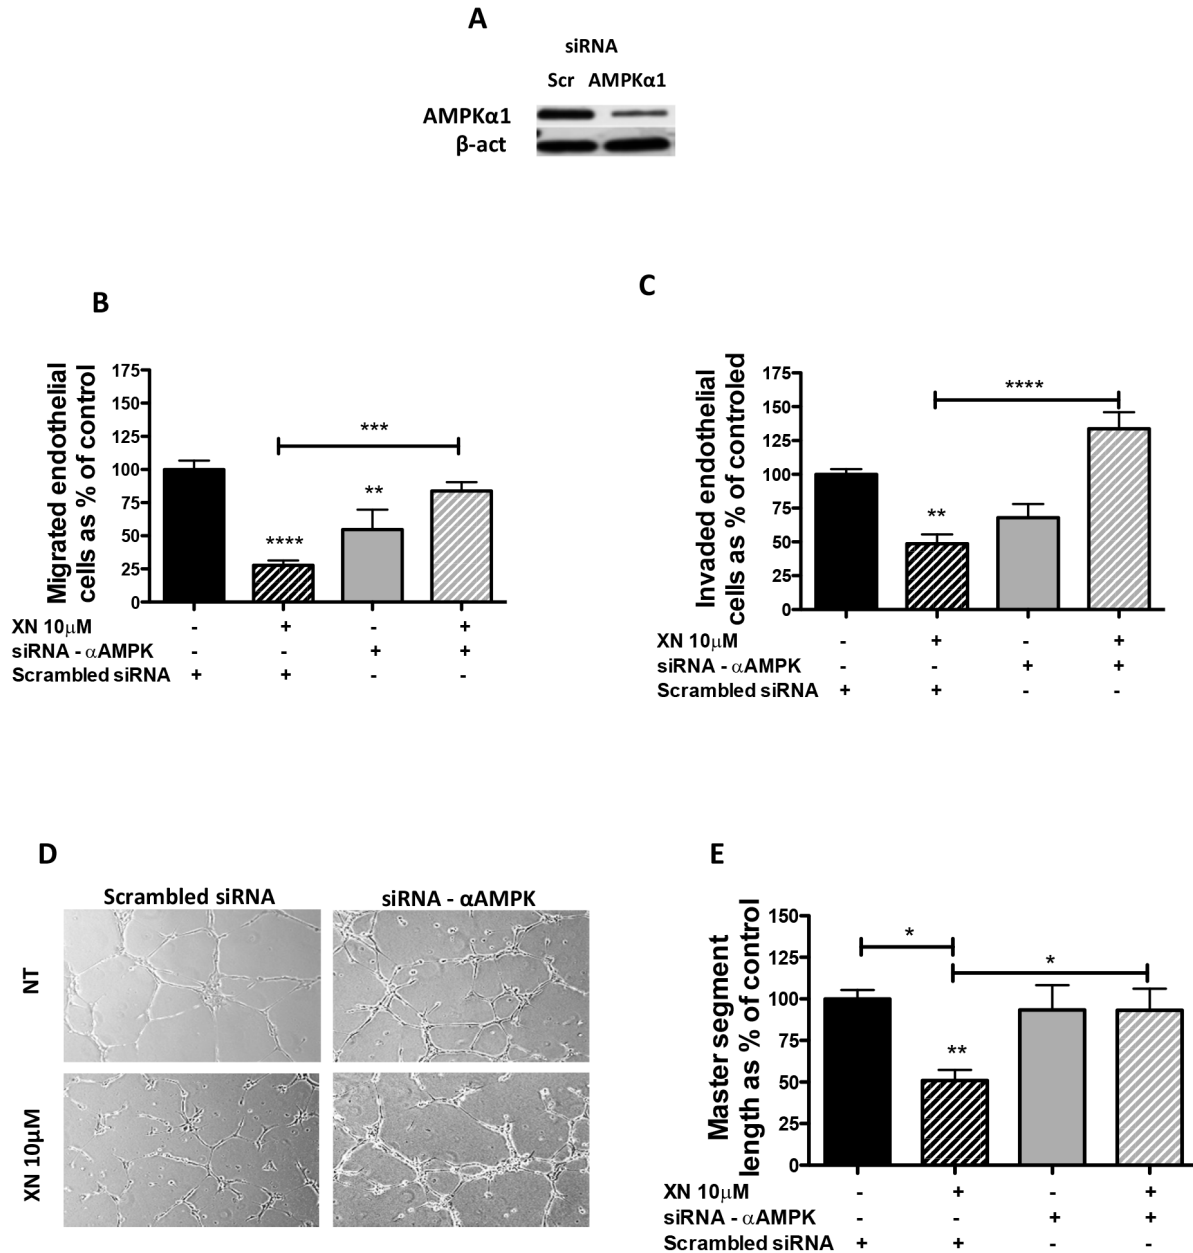 A
siRNA
Scr AMPKα1
AMPKα1
β-act
B
Migrated endothelial
cells as % of control
175
150
125
100
75
50
25
0
***
****
**
XN 10μM - + - +
siRNA - αAMPK - - + +
Scrambled siRNA + + - -
C
Invaded endothelial
cells as % of controled
175
150
125
100
75
50
25
0
****
**
XN 10μM - + - +
siRNA - αAMPK - - + +
Scrambled siRNA + + - -
D
Scrambled siRNA siRNA - αAMPK
NT
XN 10μM
E
Master segment
length as % of control
150
125
100
75
50
25
0
*
*
**
XN 10μM - + - +
siRNA - αAMPK - - + +
Scrambled siRNA + + - -